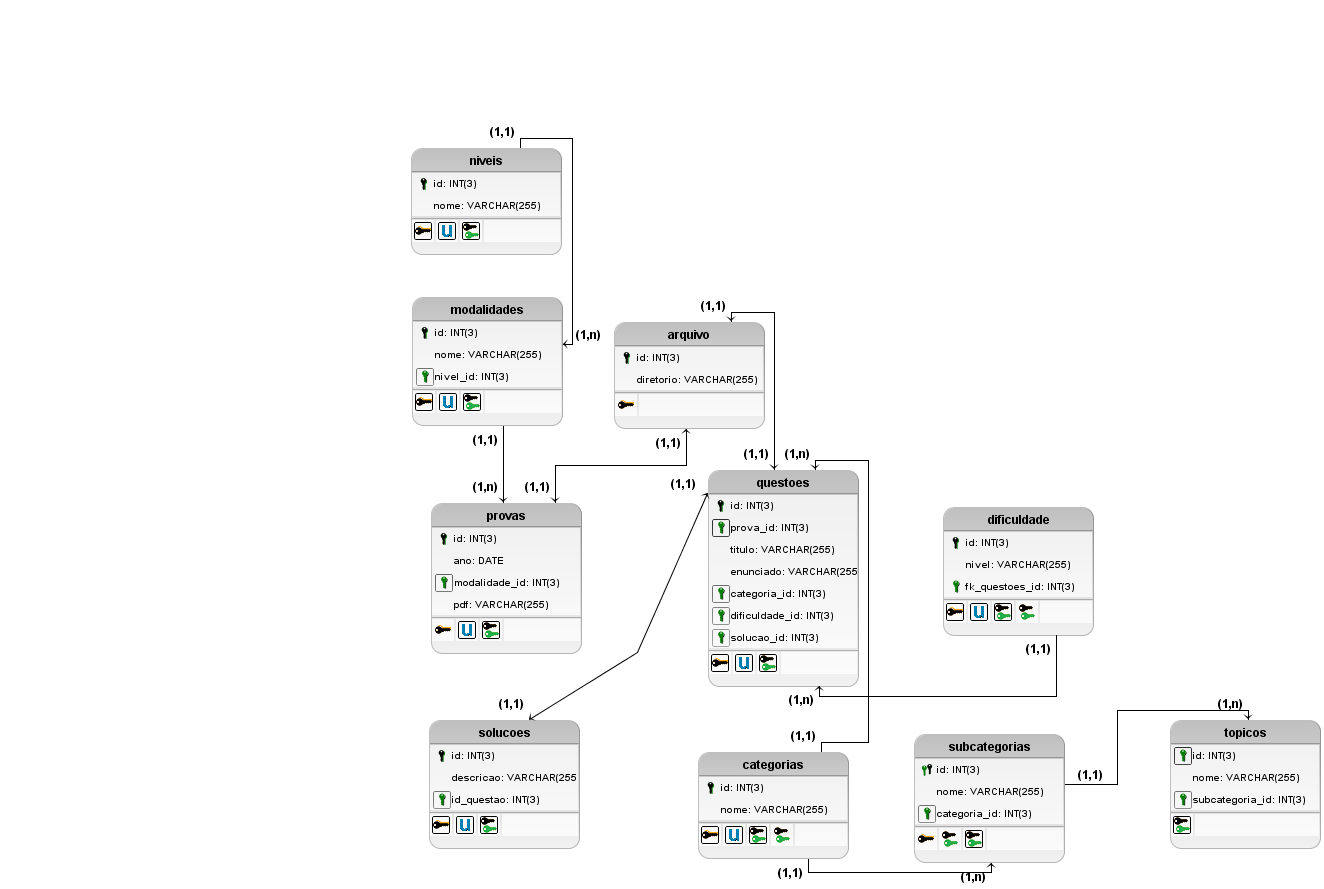 (1,1)
niveis
id: INT(3)
nome: VARCHAR(255)
U
modalidades
id: INT(3)
nome: VARCHAR(255)
nivel_id: INT(3)
U
(1,n)
(1,1)
arquivo
id: INT(3)
diretorio: VARCHAR(255)
(1,1)
(1,n)
(1,1)
(1,1)
provas
id: INT(3)
ano: DATE
modalidade_id: INT(3)
pdf: VARCHAR(255)
U
(1,1)
(1,n)
(1,1)
questoes
id: INT(3)
prova_id: INT(3)
titulo: VARCHAR(255)
enunciado: VARCHAR(255
categoria_id: INT(3)
dificuldade_id: INT(3)
solucao_id: INT(3)
U
(1,n)
dificuldade
id: INT(3)
nivel: VARCHAR(255)
fk_questoes_id: INT(3)
U
(1,1)
(1,1)
solucoes
id: INT(3)
descricao: VARCHAR(255
id_questao: INT(3)
U
(1,1)
categorias
id: INT(3)
nome: VARCHAR(255)
U
(1,1)
subcategorias
id: INT(3)
nome: VARCHAR(255)
categoria_id: INT(3)
(1,n)
(1,1)
(1,n)
topicos
id: INT(3)
nome: VARCHAR(255)
subcategoria_id: INT(3)